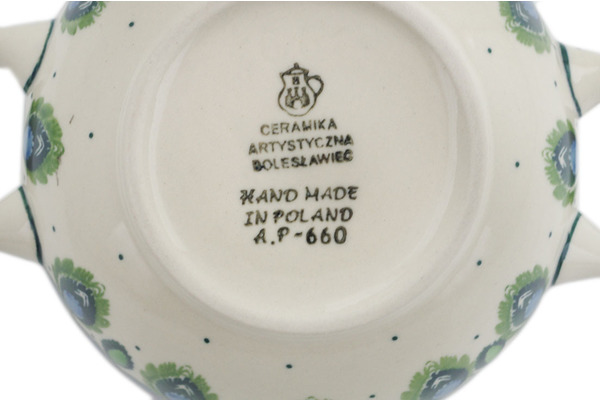 CERAMIKA
ARTYSTYCZNA
BOLESŁAWIEC
HAND MADE
IN POLAND
A.P-660